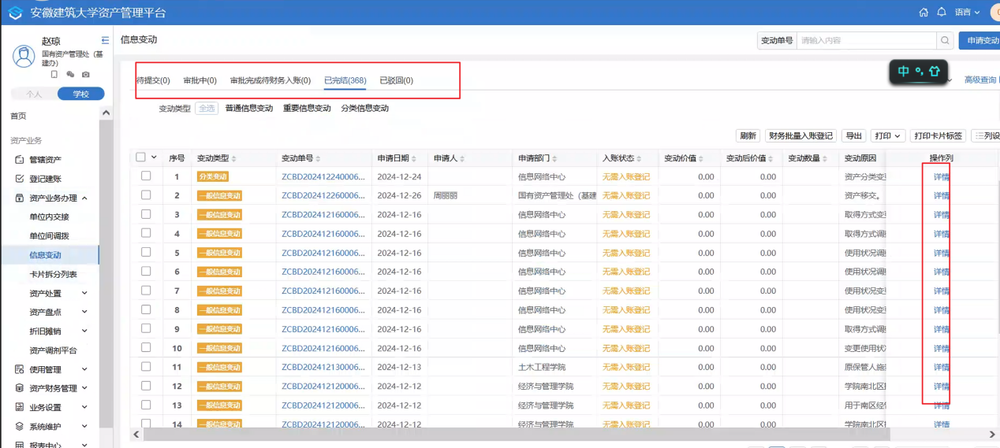 安徽建筑大学资产管理平台
语言
赵琼
国有资产管理处（基建办）
个人 学校
首页
资产业务
管辖资产
登记建账
资产业务办理
单位内交接
单位间调拨
信息变动
卡片拆分列表
资产处置
资产盘点
折旧摊销
资产调剂平台
使用管理
资产财务管理
业务设置
系统维护
报表中心
信息变动
变动单号 请输入内容
申请变动
待提交(0) 审批中(0) 审批完成待财务入账(0) 已完结(368) 已驳回(0)
中
高级查询
变动类型 全选 普通信息变动 重要信息变动 分类信息变动
刷新 财务批量入账登记 导出 打印 打印卡片标签 列设
序号 变动类型 变动单号 申请日期 申请人 申请部门 入账状态 变动价值 变动后价值 变动数量 变动原因 操作列
1 分类变动 ZCBD202412240006... 2024-12-24 信息网络中心 无需入账登记 0.00 0.00 资产分类变 详情
2 一般信息变动 ZCBD202412260006... 2024-12-26 周丽丽 国有资产管理处（基建 无需入账登记 0.00 0.00 资产移交。 详情
3 一般信息变动 ZCBD202412160006... 2024-12-16 信息网络中心 无需入账登记 0.00 0.00 取得方式变 详情
4 一般信息变动 ZCBD202412160006... 2024-12-16 信息网络中心 无需入账登记 0.00 0.00 取得方式调 详情
5 一般信息变动 ZCBD202412160006... 2024-12-16 信息网络中心 无需入账登记 0.00 0.00 使用状况调 详情
6 一般信息变动 ZCBD202412160006... 2024-12-16 信息网络中心 无需入账登记 0.00 0.00 使用状况调 详情
7 一般信息变动 ZCBD202412160006... 2024-12-16 信息网络中心 无需入账登记 0.00 0.00 使用状况调 详情
8 一般信息变动 ZCBD202412160006... 2024-12-16 信息网络中心 无需入账登记 0.00 0.00 使用状况变 详情
9 一般信息变动 ZCBD202412160006... 2024-12-16 信息网络中心 无需入账登记 0.00 0.00 取得方式调 详情
10 一般信息变动 ZCBD202412160006... 2024-12-16 信息网络中心 无需入账登记 0.00 0.00 变更使用状 详情
11 一般信息变动 ZCBD202412130006... 2024-12-13 土木工程学院 无需入账登记 0.00 0.00 原保管人施 详情
12 一般信息变动 ZCBD202412120006... 2024-12-12 经济与管理学院 无需入账登记 0.00 0.00 学院南北区 详情
13 一般信息变动 ZCBD202412120006... 2024-12-12 经济与管理学院 无需入账登记 0.00 0.00 用于南区经 详情
14 一般信息变动 ZCBD202412120006... 2024-12-12 经济与管理学院 无需入账登记 0.00 0.00 学院南北区 详情